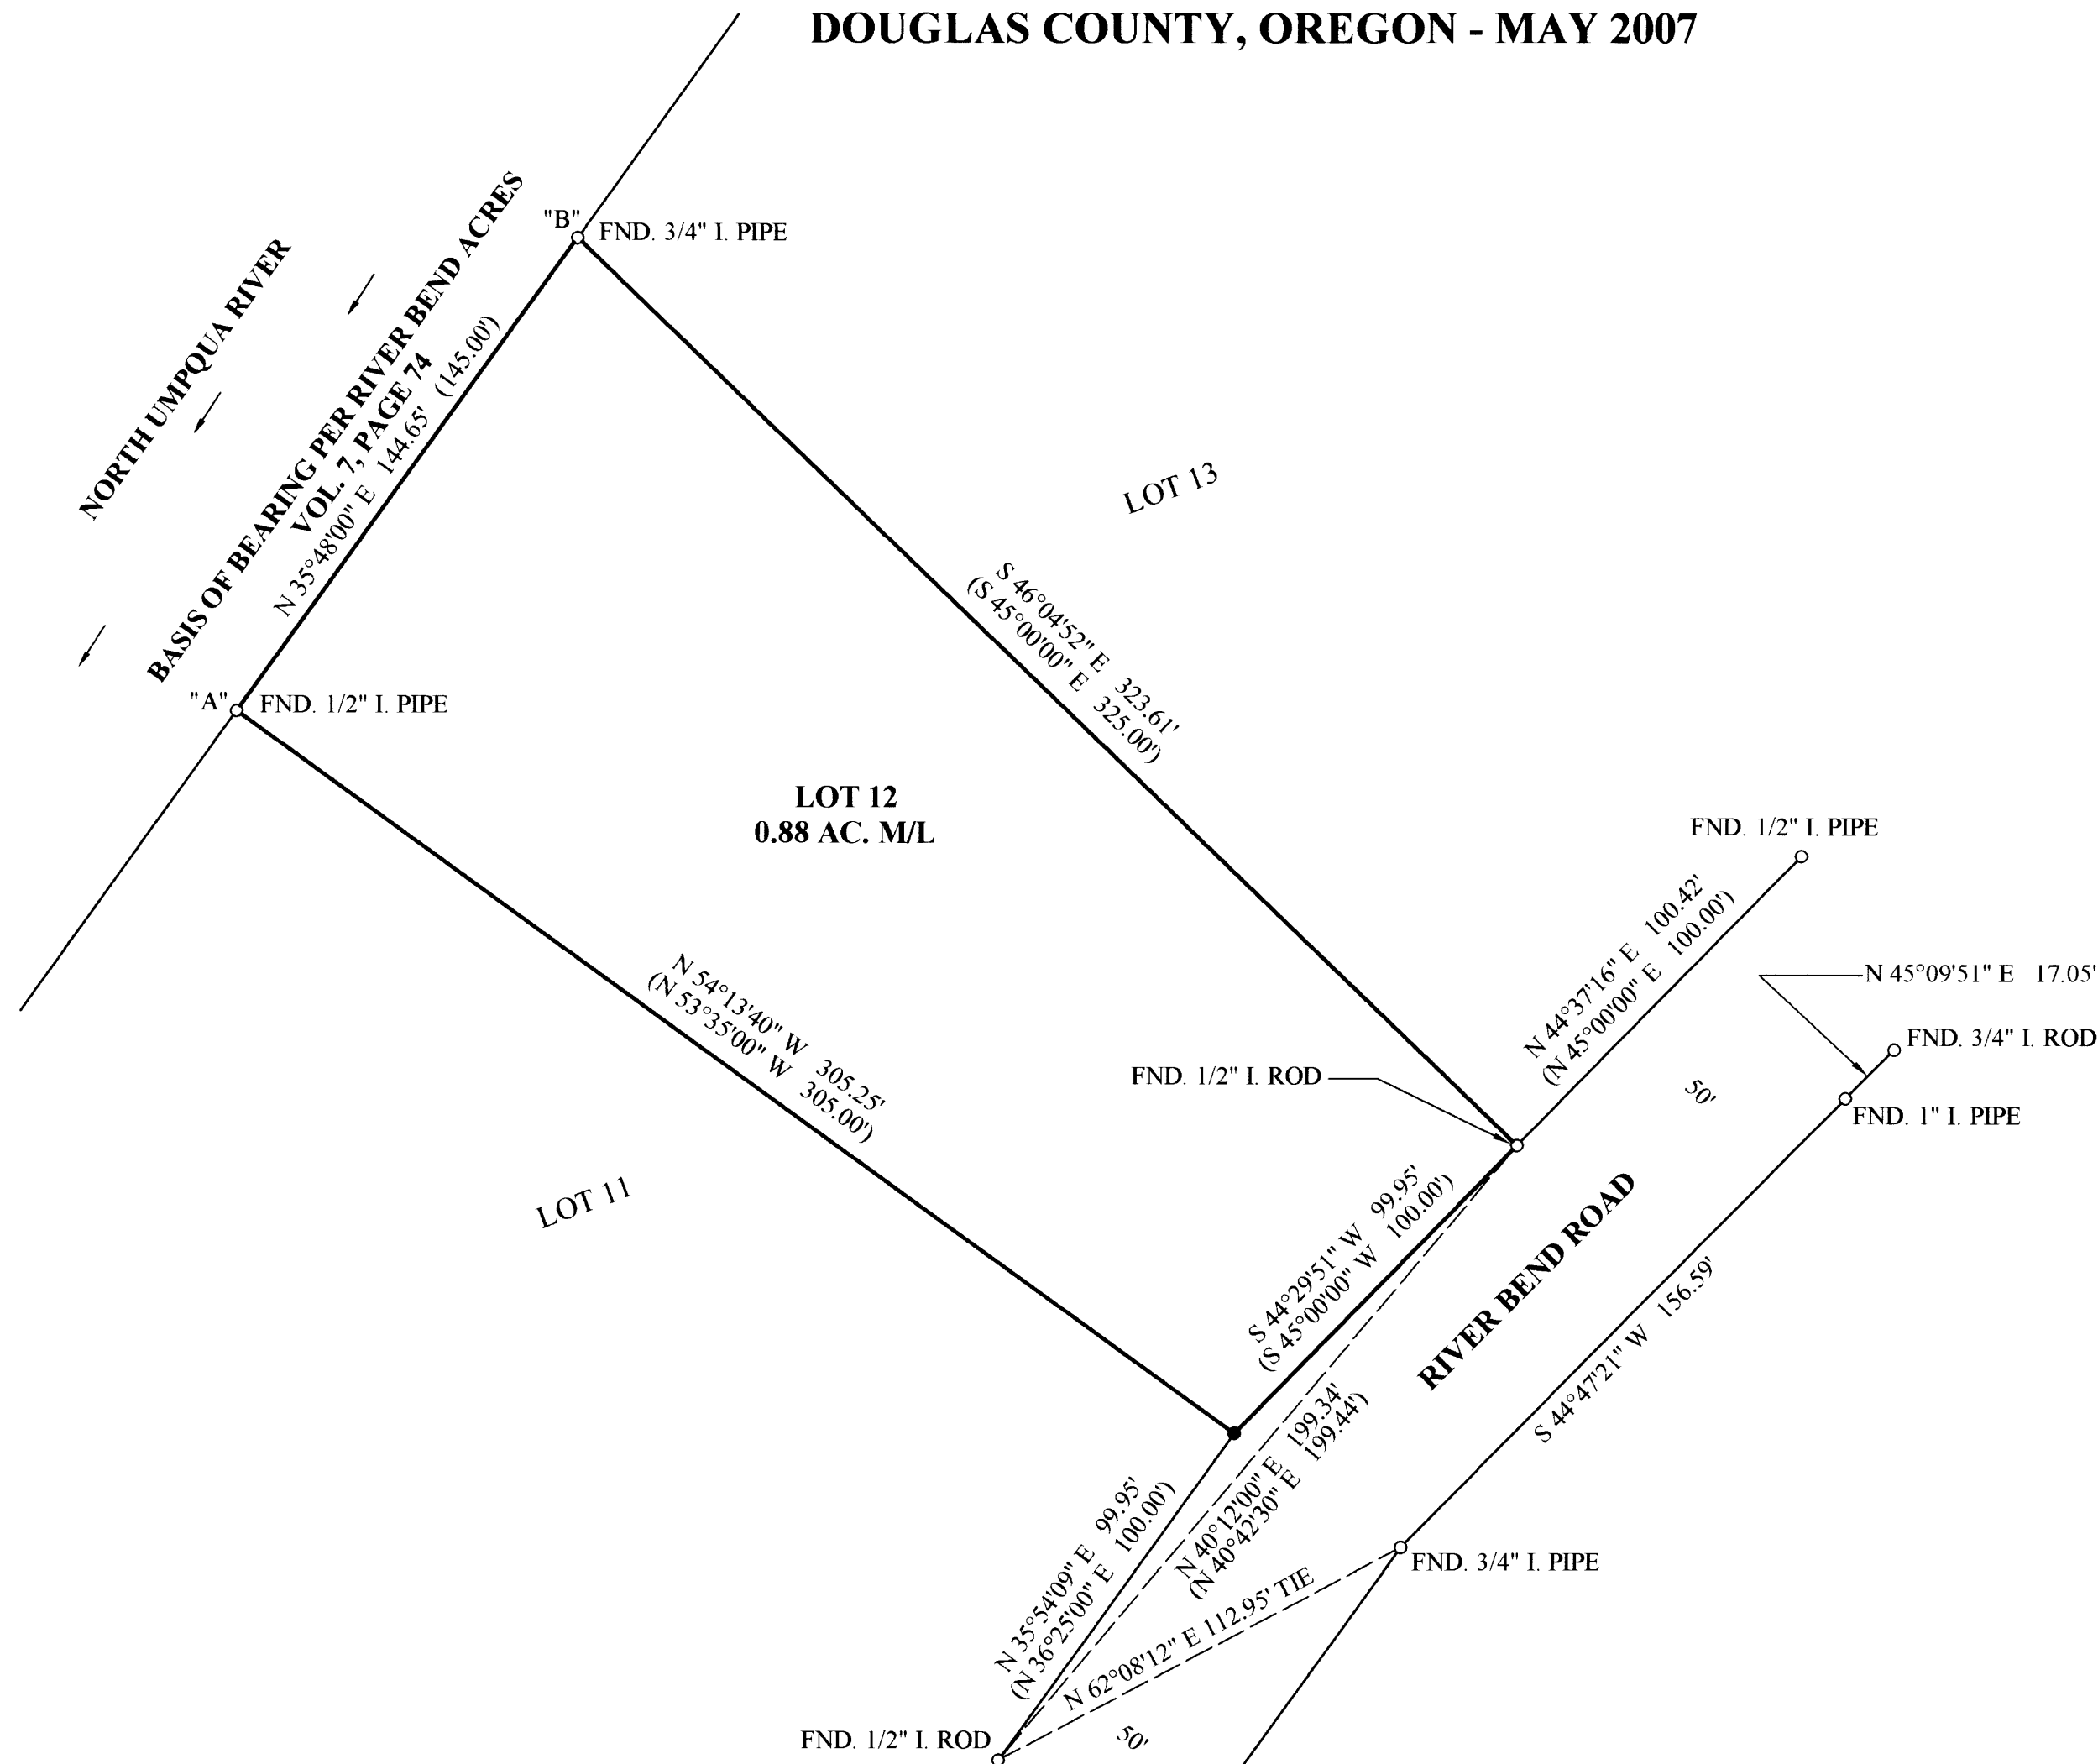 DOUGLAS COUNTY, OREGON - MAY 2007
"B"
FND. 3/4" I. PIPE
NORTH UMPQUA RIVER
BASIS OF BEARING PER RIVER BEND ACRES
VOL. 7, PAGE 74
N 35°48'00" E 144.65' (145.00')
"A"
FND. 1/2" I. PIPE
LOT 13
S 46°04'52" E 323.61'
(S 45°00'00" E 325.00')
LOT 12
0.88 AC. M/L
FND. 1/2" I. PIPE
N 44°37'16" E 100.42'
(N 45°00'00" E 100.00')
N 45°09'51" E 17.05'
FND. 3/4" I. ROD
FND. 1" I. PIPE
50'
N 54°13'40" W 305.25'
(N 53°35'00" W 305.00')
FND. 1/2" I. ROD
LOT 11
S 44°29'51" W 99.95'
(S 45°00'00" W 100.00')
RIVER BEND ROAD
S 44°47'21" W 156.59'
N 40°12'00" E 199.34'
(N 40°42'30" E 199.44')
N 35°54'09" E 99.95'
(N 36°25'00" E 100.00')
FND. 3/4" I. PIPE
N 62°08'12" E 112.95' TIE
FND. 1/2" I. ROD
50'